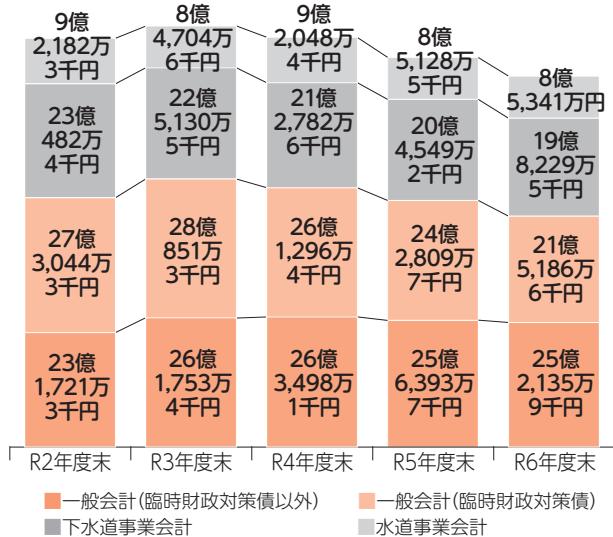 9億
2,182万
3千円
8億
4,704万
6千円
9億
2,048万
4千円
8億
5,128万
5千円
8億
5,341万円
23億
482万
4千円
22億
5,130万
5千円
21億
2,782万
6千円
20億
4,549万
2千円
19億
8,229万
5千円
27億
3,044万
3千円
28億
851万
3千円
26億
1,296万
4千円
24億
2,809万
7千円
21億
5,186万
6千円
23億
1,721万
3千円
26億
1,753万
4千円
26億
3,498万
1千円
25億
6,393万
7千円
25億
2,135万
9千円
R2年度末 R3年度末 R4年度末 R5年度末 R6年度末
一般会計(臨時財政対策債以外) 一般会計(臨時財政対策債)
下水道事業会計 水道事業会計